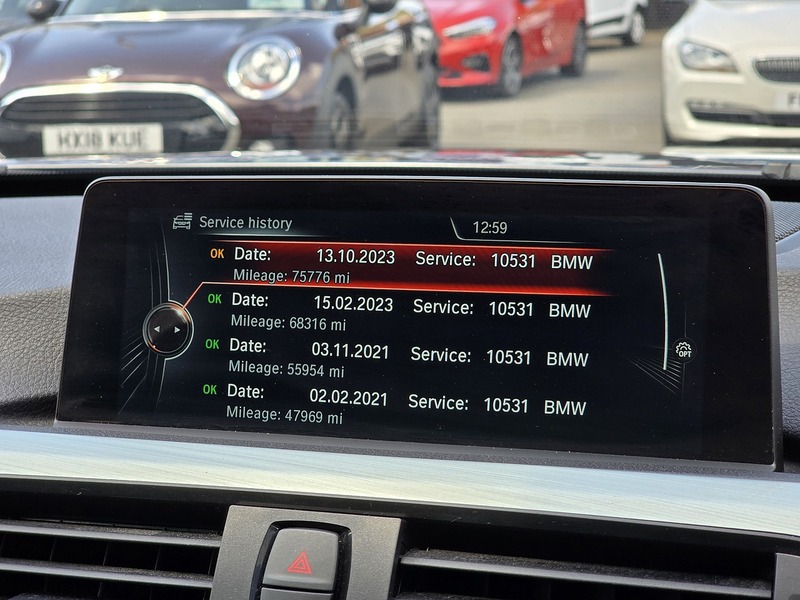 HX18 KUE
Service history 12:59
OK Date: 13.10.2023 Service: 10531 BMW
Mileage: 75776 mi
OK Date: 15.02.2023 Service: 10531 BMW
Mileage: 68316 mi
OK Date: 03.11.2021 Service: 10531 BMW
Mileage: 55954 mi
OPT
OK Date: 02.02.2021 Service: 10531 BMW
Mileage: 47969 mi